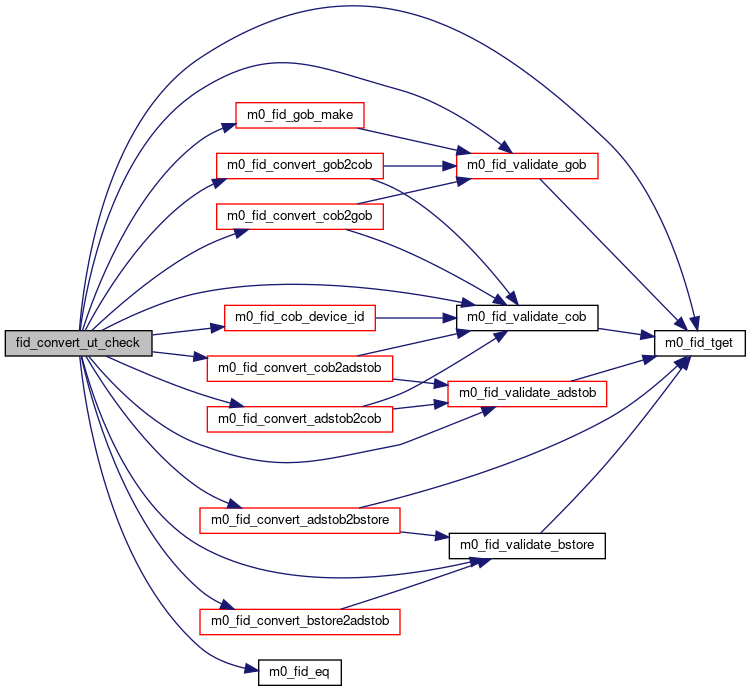 m0_fid_gob_make
m0_fid_convert_gob2cob
m0_fid_validate_gob
m0_fid_convert_cob2gob
m0_fid_cob_device_id
m0_fid_validate_cob
fid_convert_ut_check
m0_fid_tget
m0_fid_convert_cob2adstob
m0_fid_validate_adstob
m0_fid_convert_adstob2cob
m0_fid_convert_adstob2bstore
m0_fid_validate_bstore
m0_fid_convert_bstore2adstob
m0_fid_eq